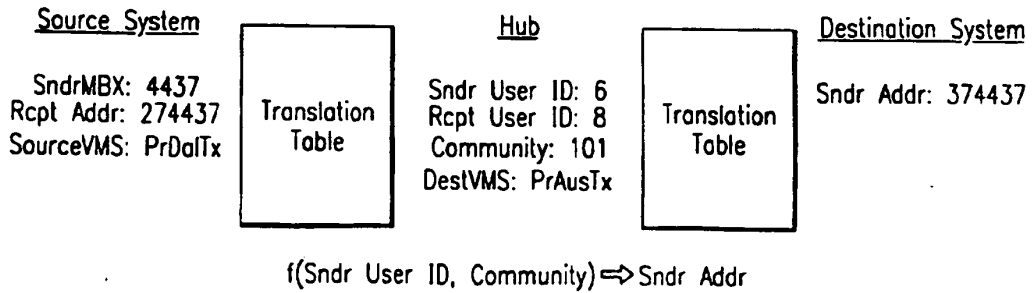 Source System
SndrMBX: 4437
Rcpt Addr: 274437
SourceVMS: PrDalTx
Translation
Table
Hub
Sndr User ID: 6
Rcpt User ID: 8
Community: 101
DestVMS: PrAusTx
Translation
Table
Destination System
Sndr Addr: 374437
f(Sndr User ID, Community) ⇨ Sndr Addr